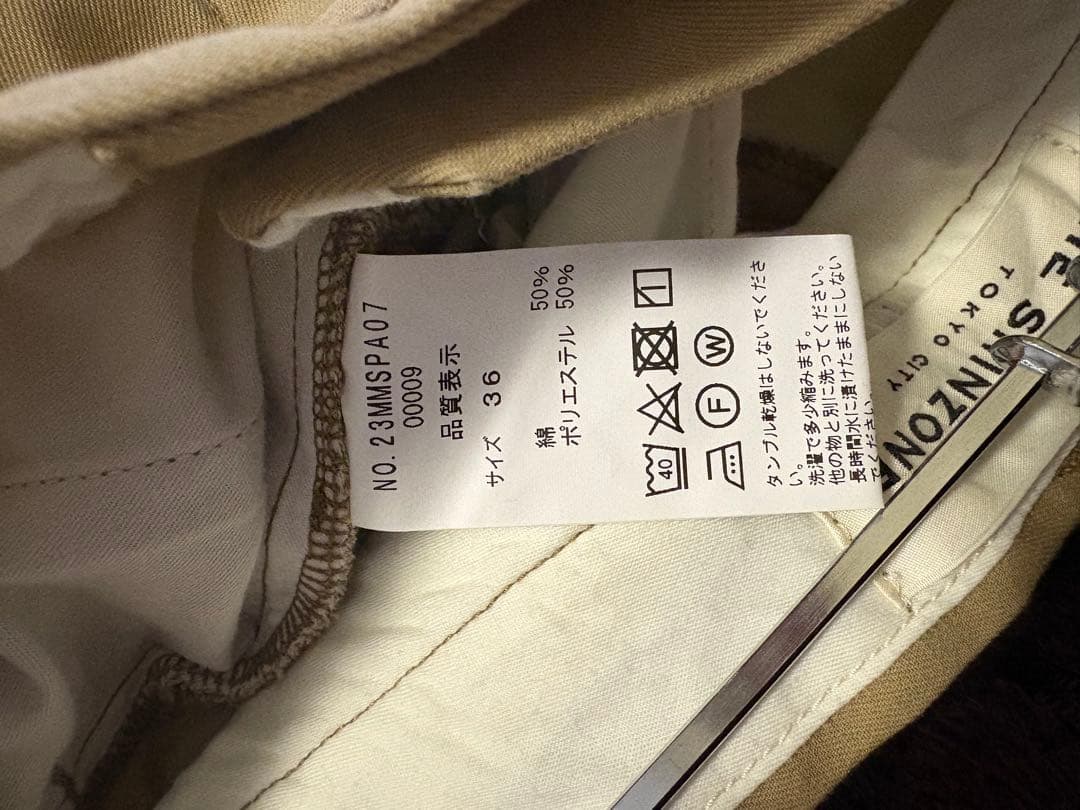 NO. 23MMSPA07
00009
品質表示
サイズ 36
綿 50%
ポリエステル 50%
40
F W
タンブル乾燥はしないでくださ
い。
洗濯で多少縮みます。
他の物と別に洗ってください。
長時間水に漬けたままにしない
でください。
SHINZONE
TOKYO CITY